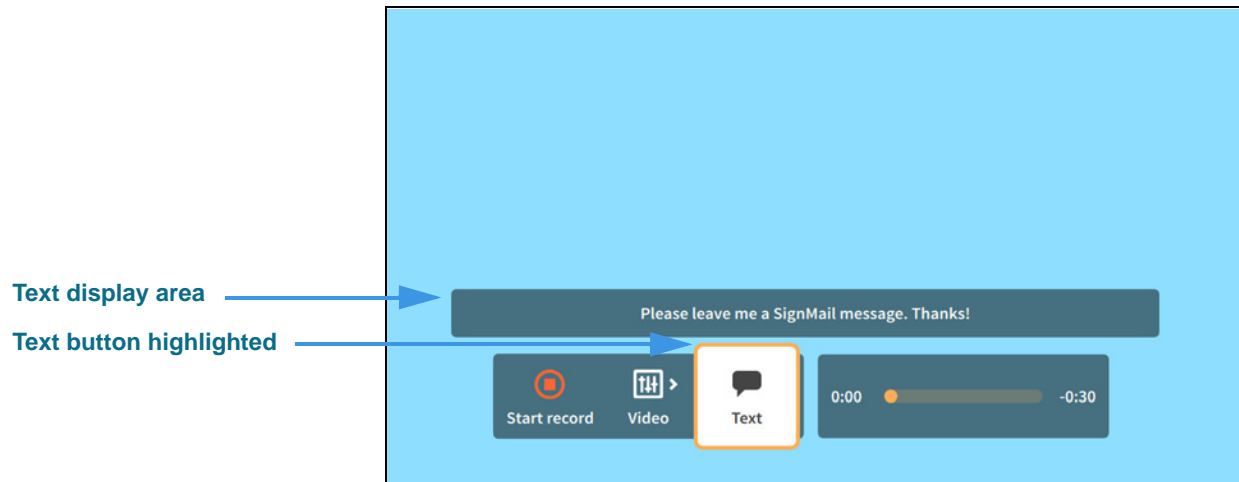 Text display area
Please leave me a SignMail message. Thanks!
Text button highlighted
Start record
Video
Text
0:00
-0:30